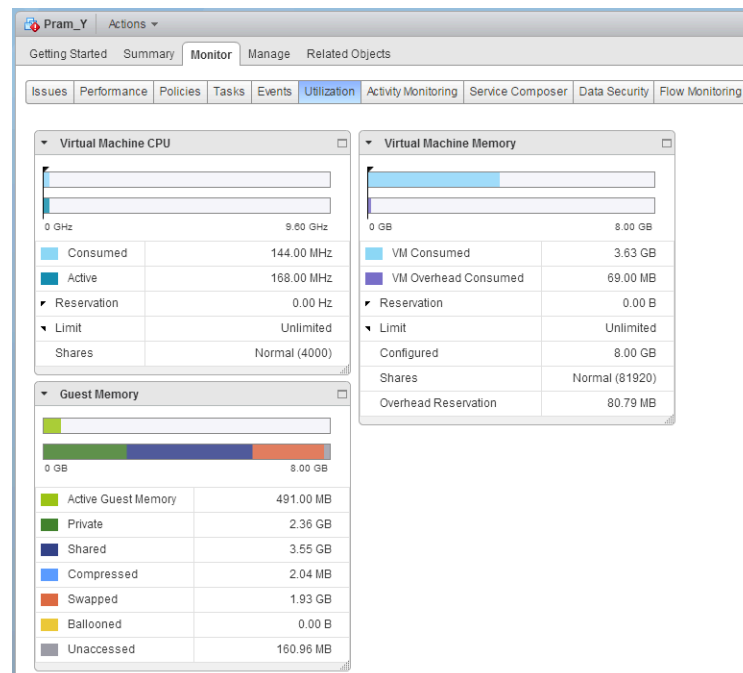 Pram_Y Actions
Getting Started Summary Monitor Manage Related Objects
Issues Performance Policies Tasks Events Utilization Activity Monitoring Service Composer Data Security Flow Monitoring
Virtual Machine CPU
0 GHz 9.60 GHz
Consumed 144.00 MHz
Active 168.00 MHz
Reservation 0.00 Hz
Limit Unlimited
Shares Normal (4000)
Virtual Machine Memory
0 GB 8.00 GB
VM Consumed 3.63 GB
VM Overhead Consumed 69.00 MB
Reservation 0.00 B
Limit Unlimited
Configured 8.00 GB
Shares Normal (81920)
Overhead Reservation 80.79 MB
Guest Memory
0 GB 8.00 GB
Active Guest Memory 491.00 MB
Private 2.36 GB
Shared 3.55 GB
Compressed 2.04 MB
Swapped 1.93 GB
Ballooned 0.00 B
Unaccessed 160.96 MB